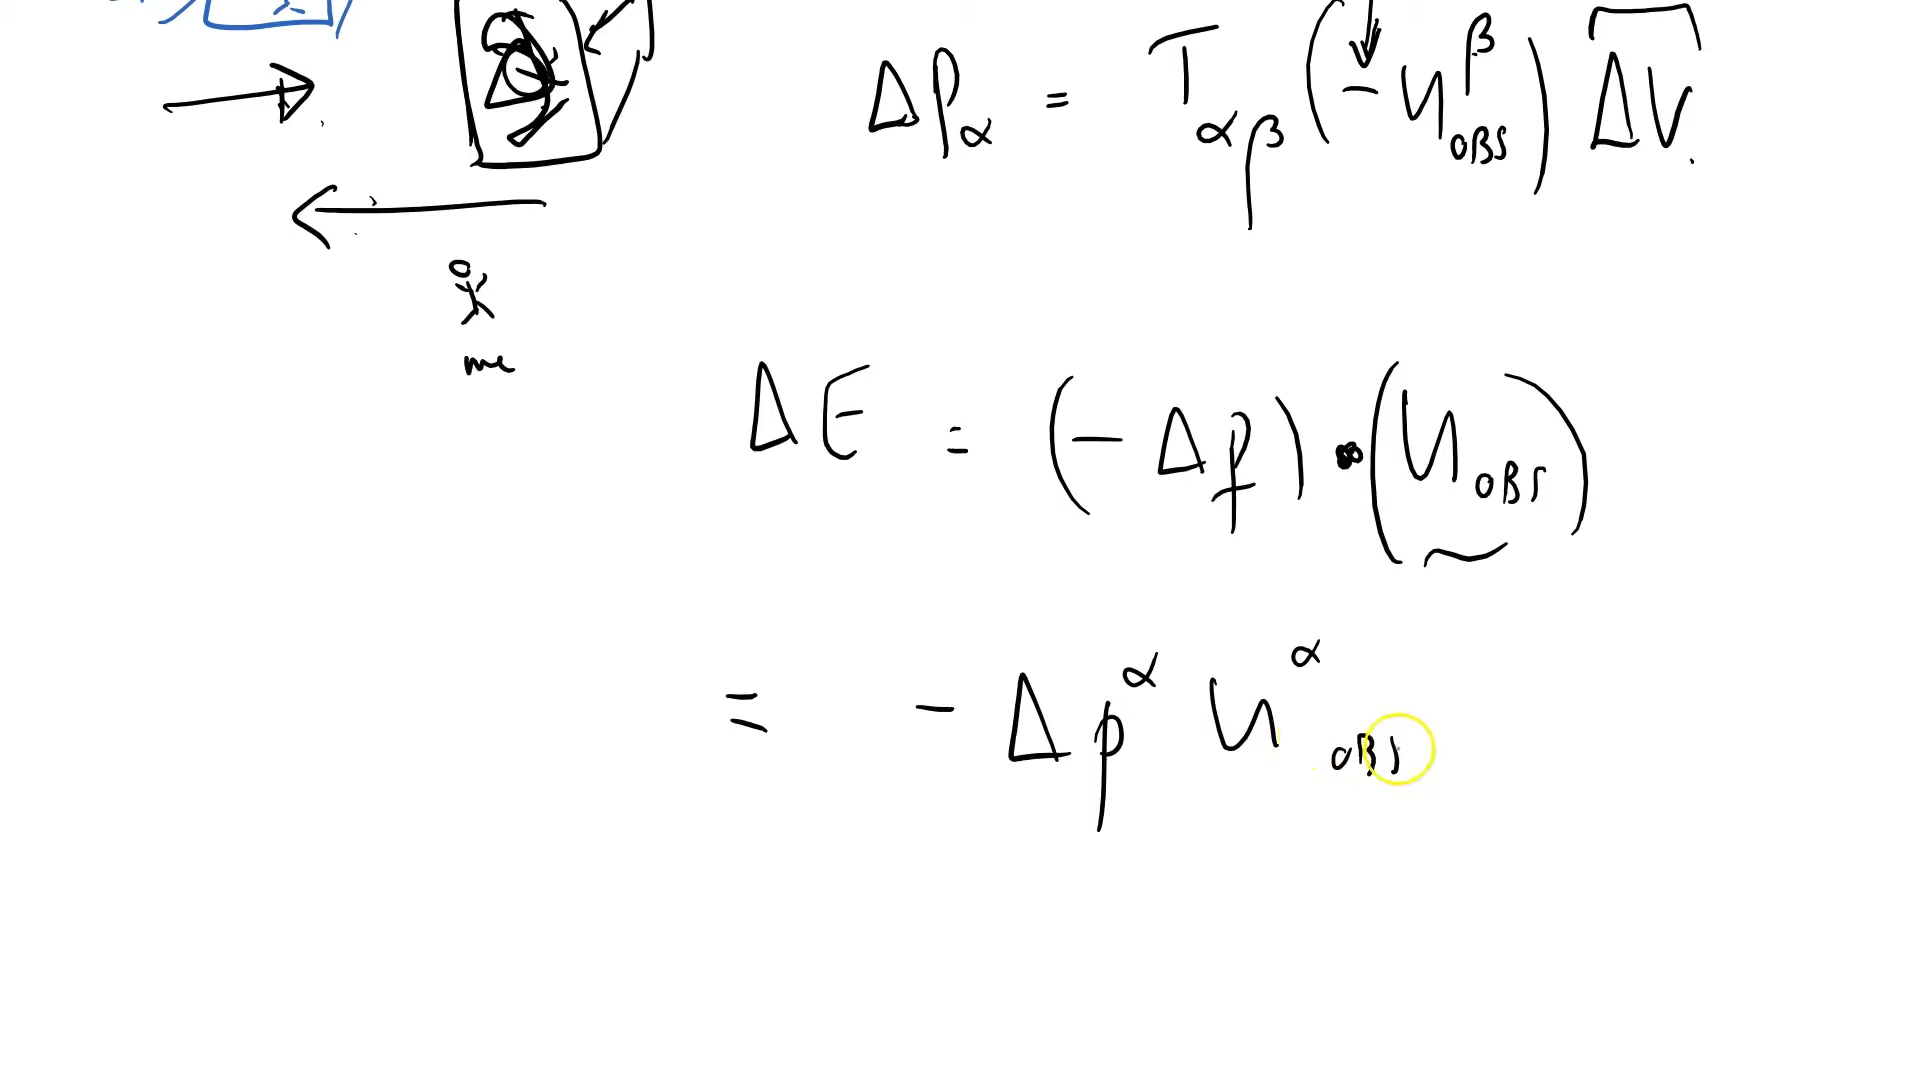 Δp_α = T_αβ (−u^β_OBS) ΔV.
me
ΔE = (−Δp) • (u_OBS)
= −Δp^α u^α_OBS